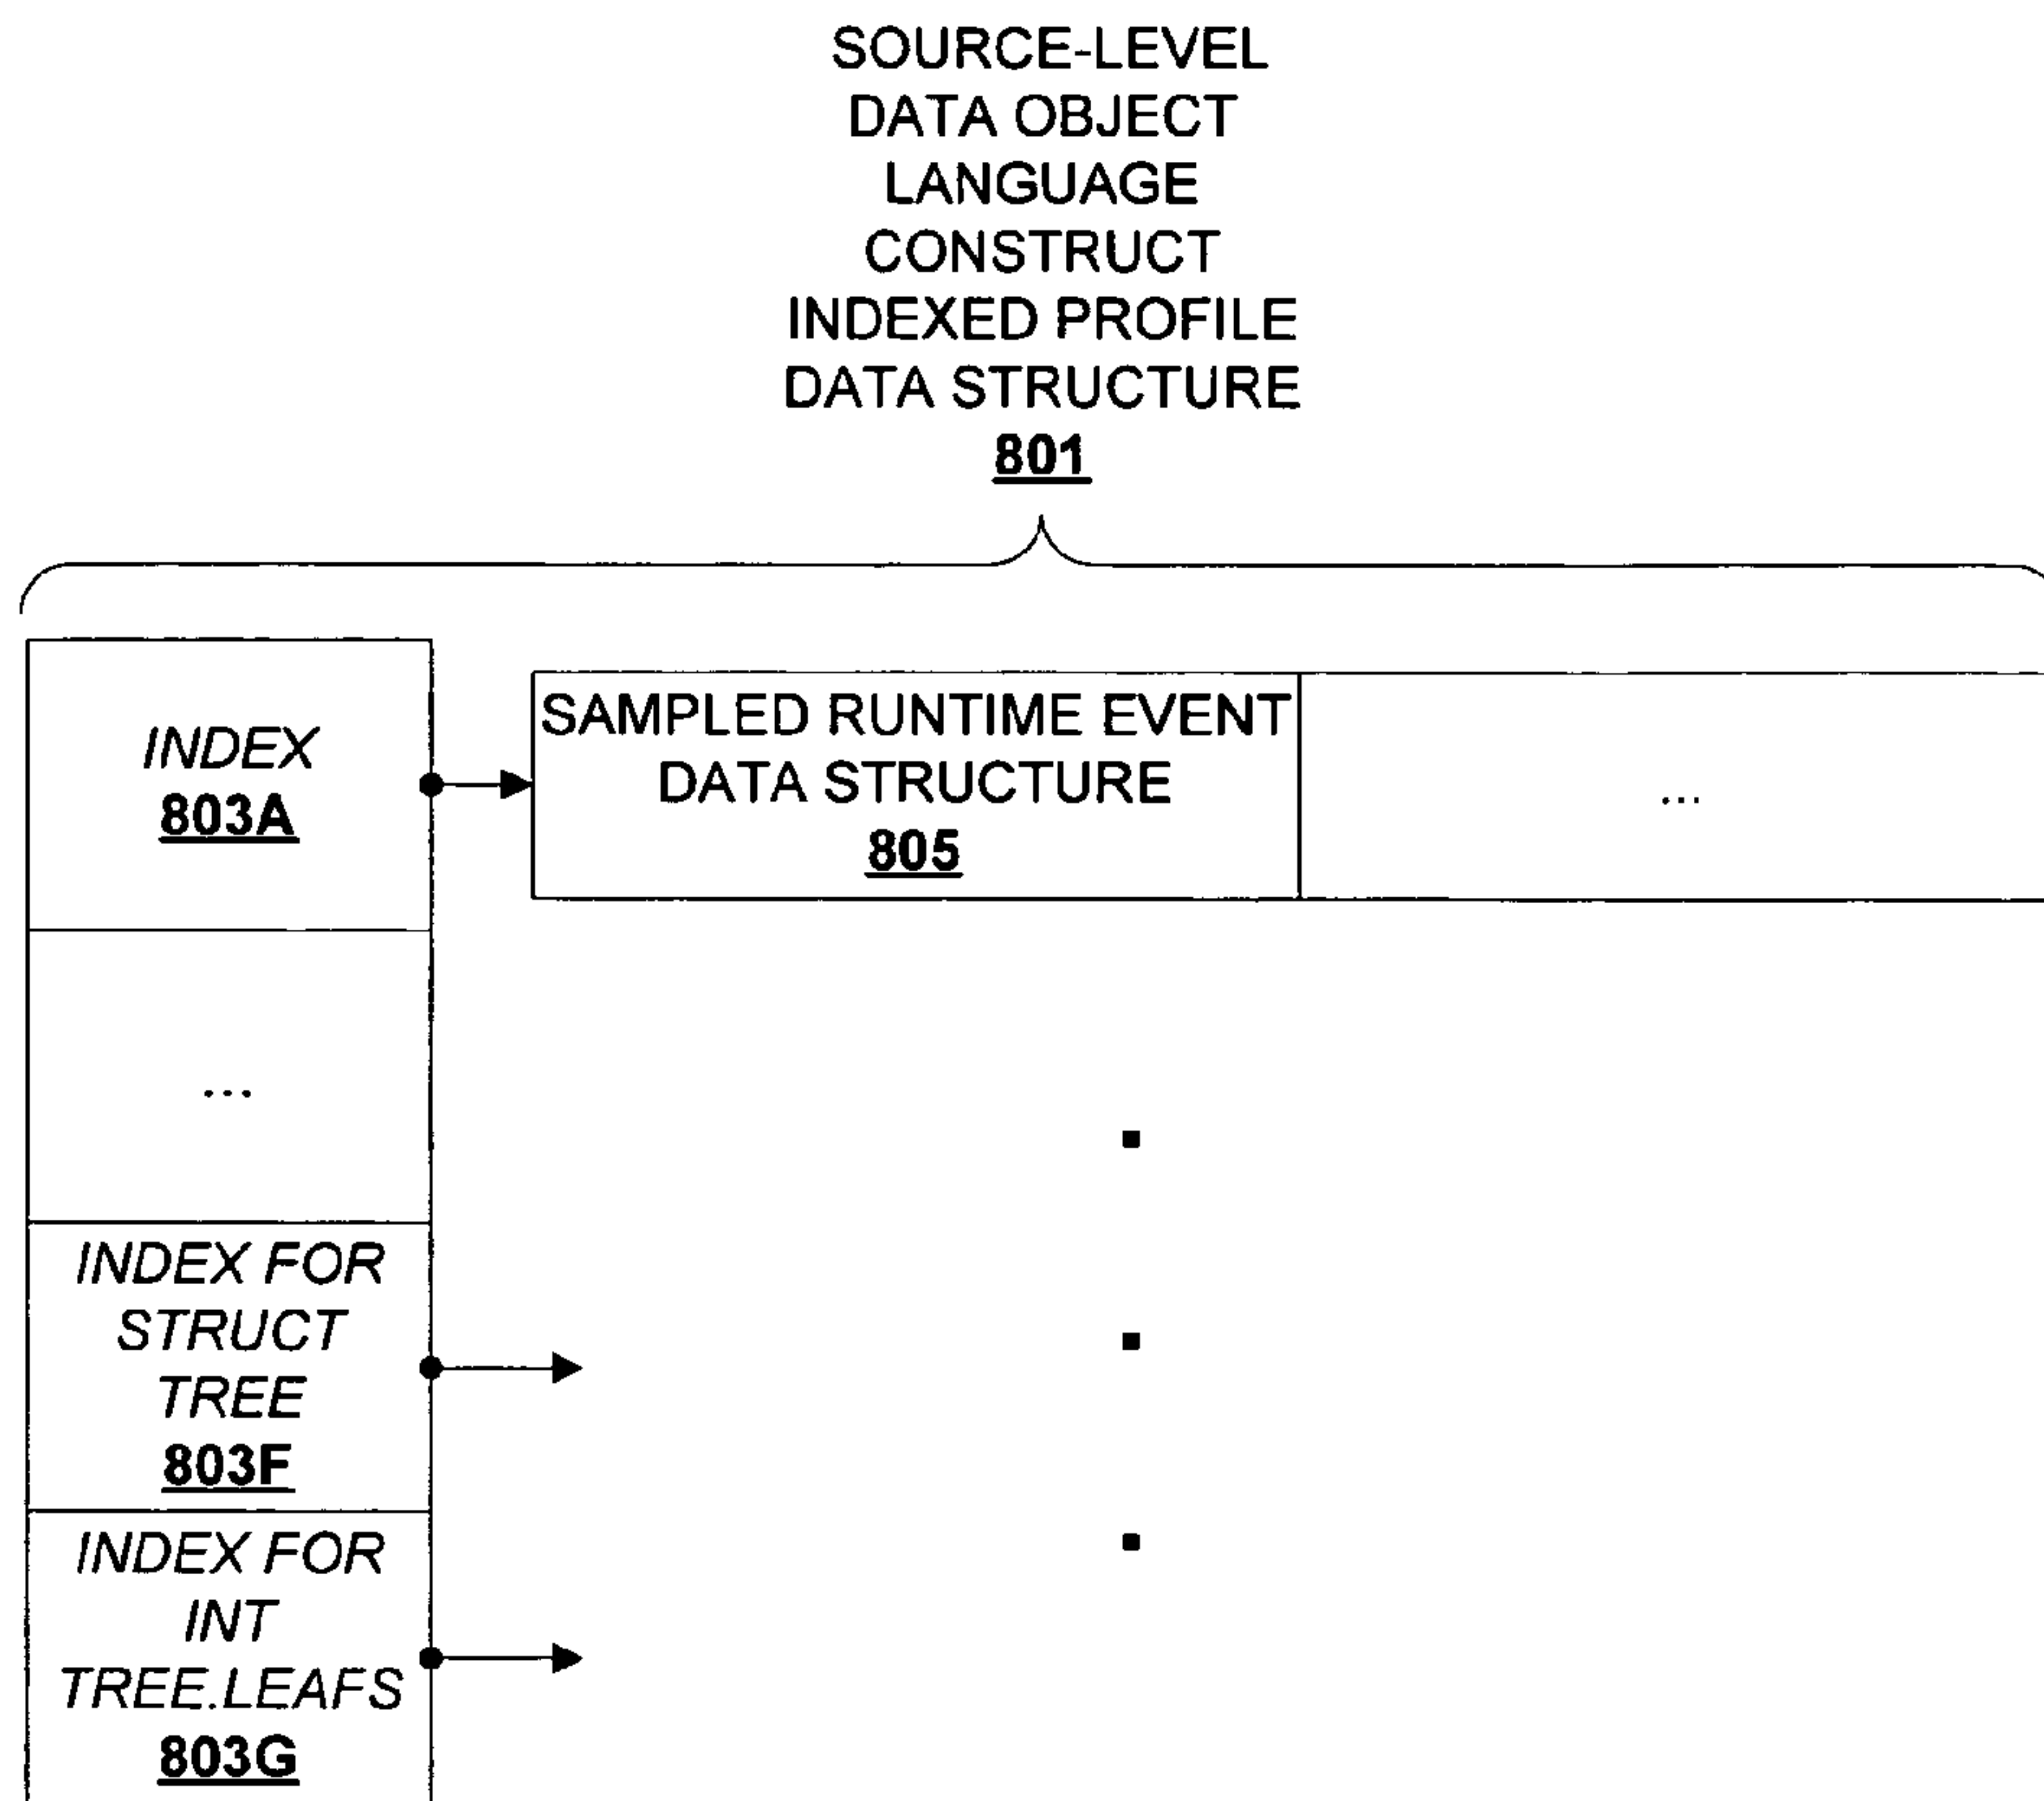 SOURCE-LEVEL
DATA OBJECT
LANGUAGE
CONSTRUCT
INDEXED PROFILE
DATA STRUCTURE
801
INDEX
803A
SAMPLED RUNTIME EVENT
DATA STRUCTURE
805
...
...
INDEX FOR
STRUCT
TREE
803F
INDEX FOR
INT
TREE.LEAFS
803G